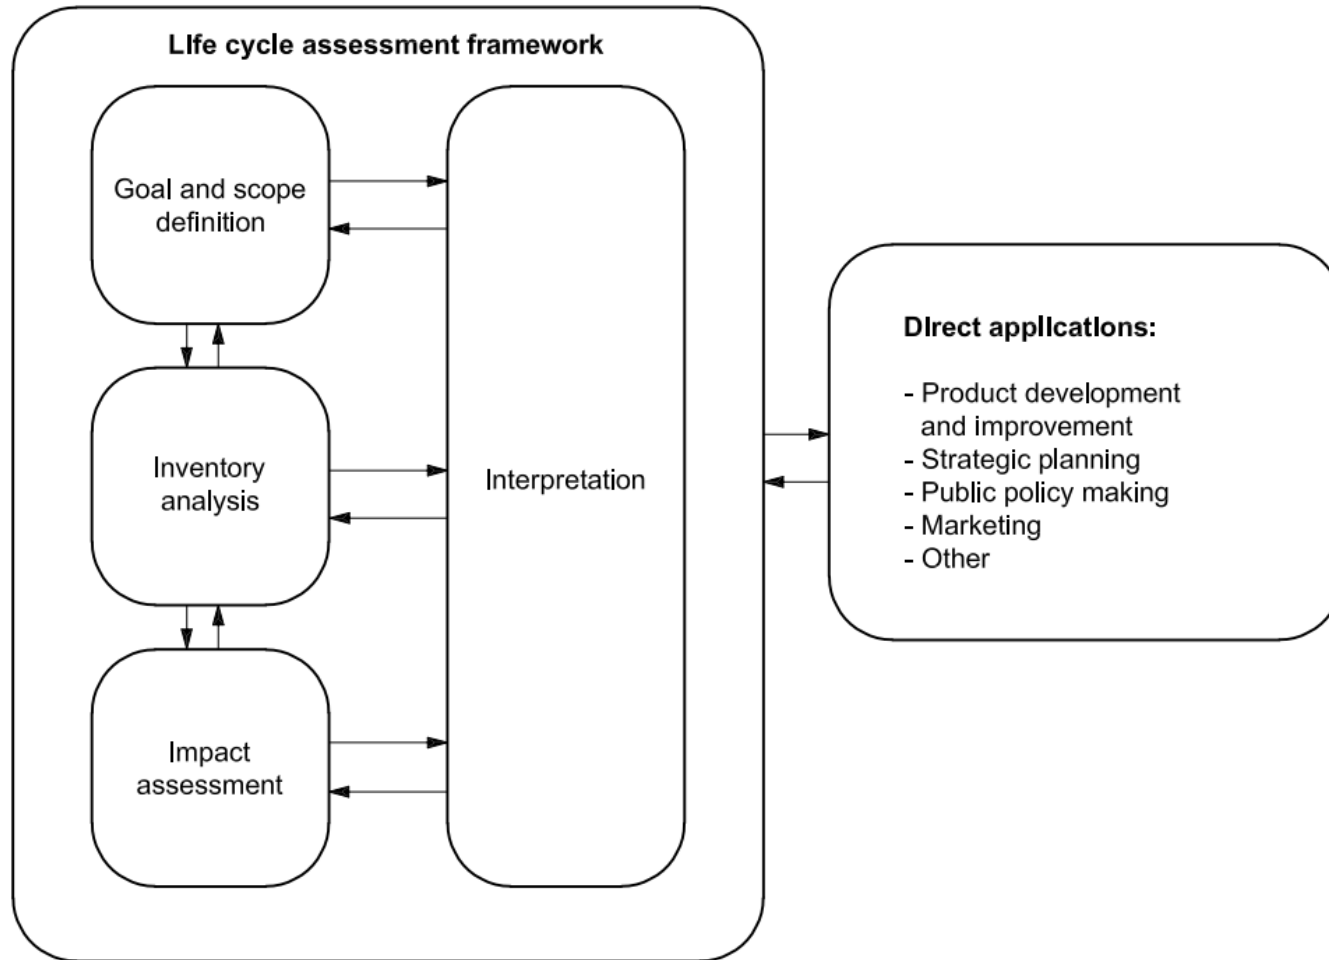 Life cycle assessment framework
Goal and scope
definition
Inventory
analysis
Impact
assessment
Interpretation
Direct applications:
- Product development
and improvement
- Strategic planning
- Public policy making
- Marketing
- Other